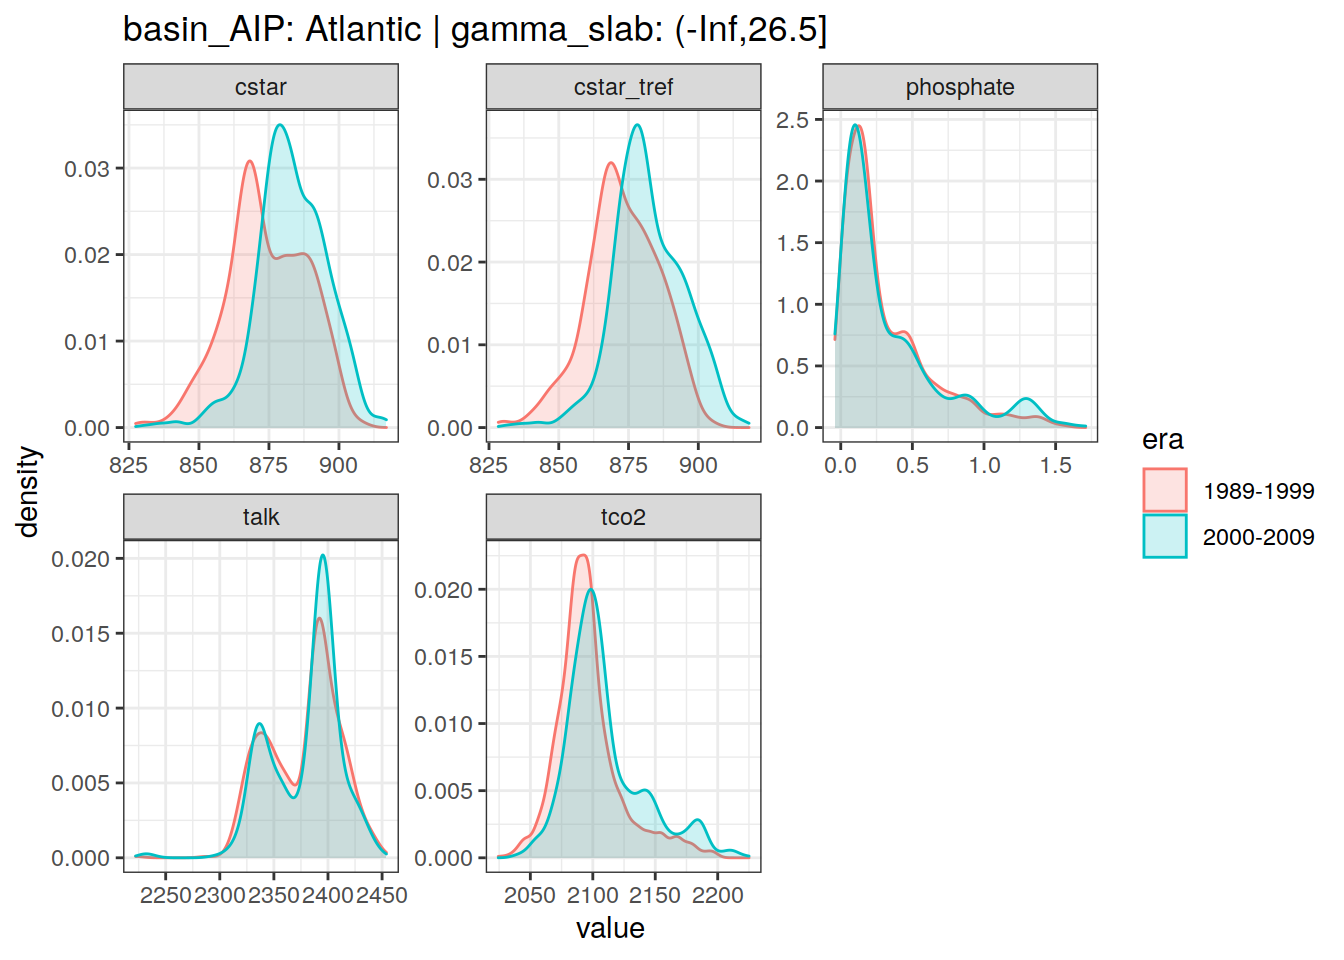 basin_AIP: Atlantic | gamma_slab: (-Inf,26.5]
cstar
cstar_tref
phosphate
0.03
0.02
0.01
0.00
825 850 875 900
0.03
0.02
0.01
0.00
825 850 875 900
2.5
2.0
1.5
1.0
0.5
0.0
0.0 0.5 1.0 1.5
density
talk
tco2
0.020
0.015
0.010
0.005
0.000
2250 2300 2350 2400 2450
0.020
0.015
0.010
0.005
0.000
2050 2100 2150 2200
value
era
1989-1999
2000-2009